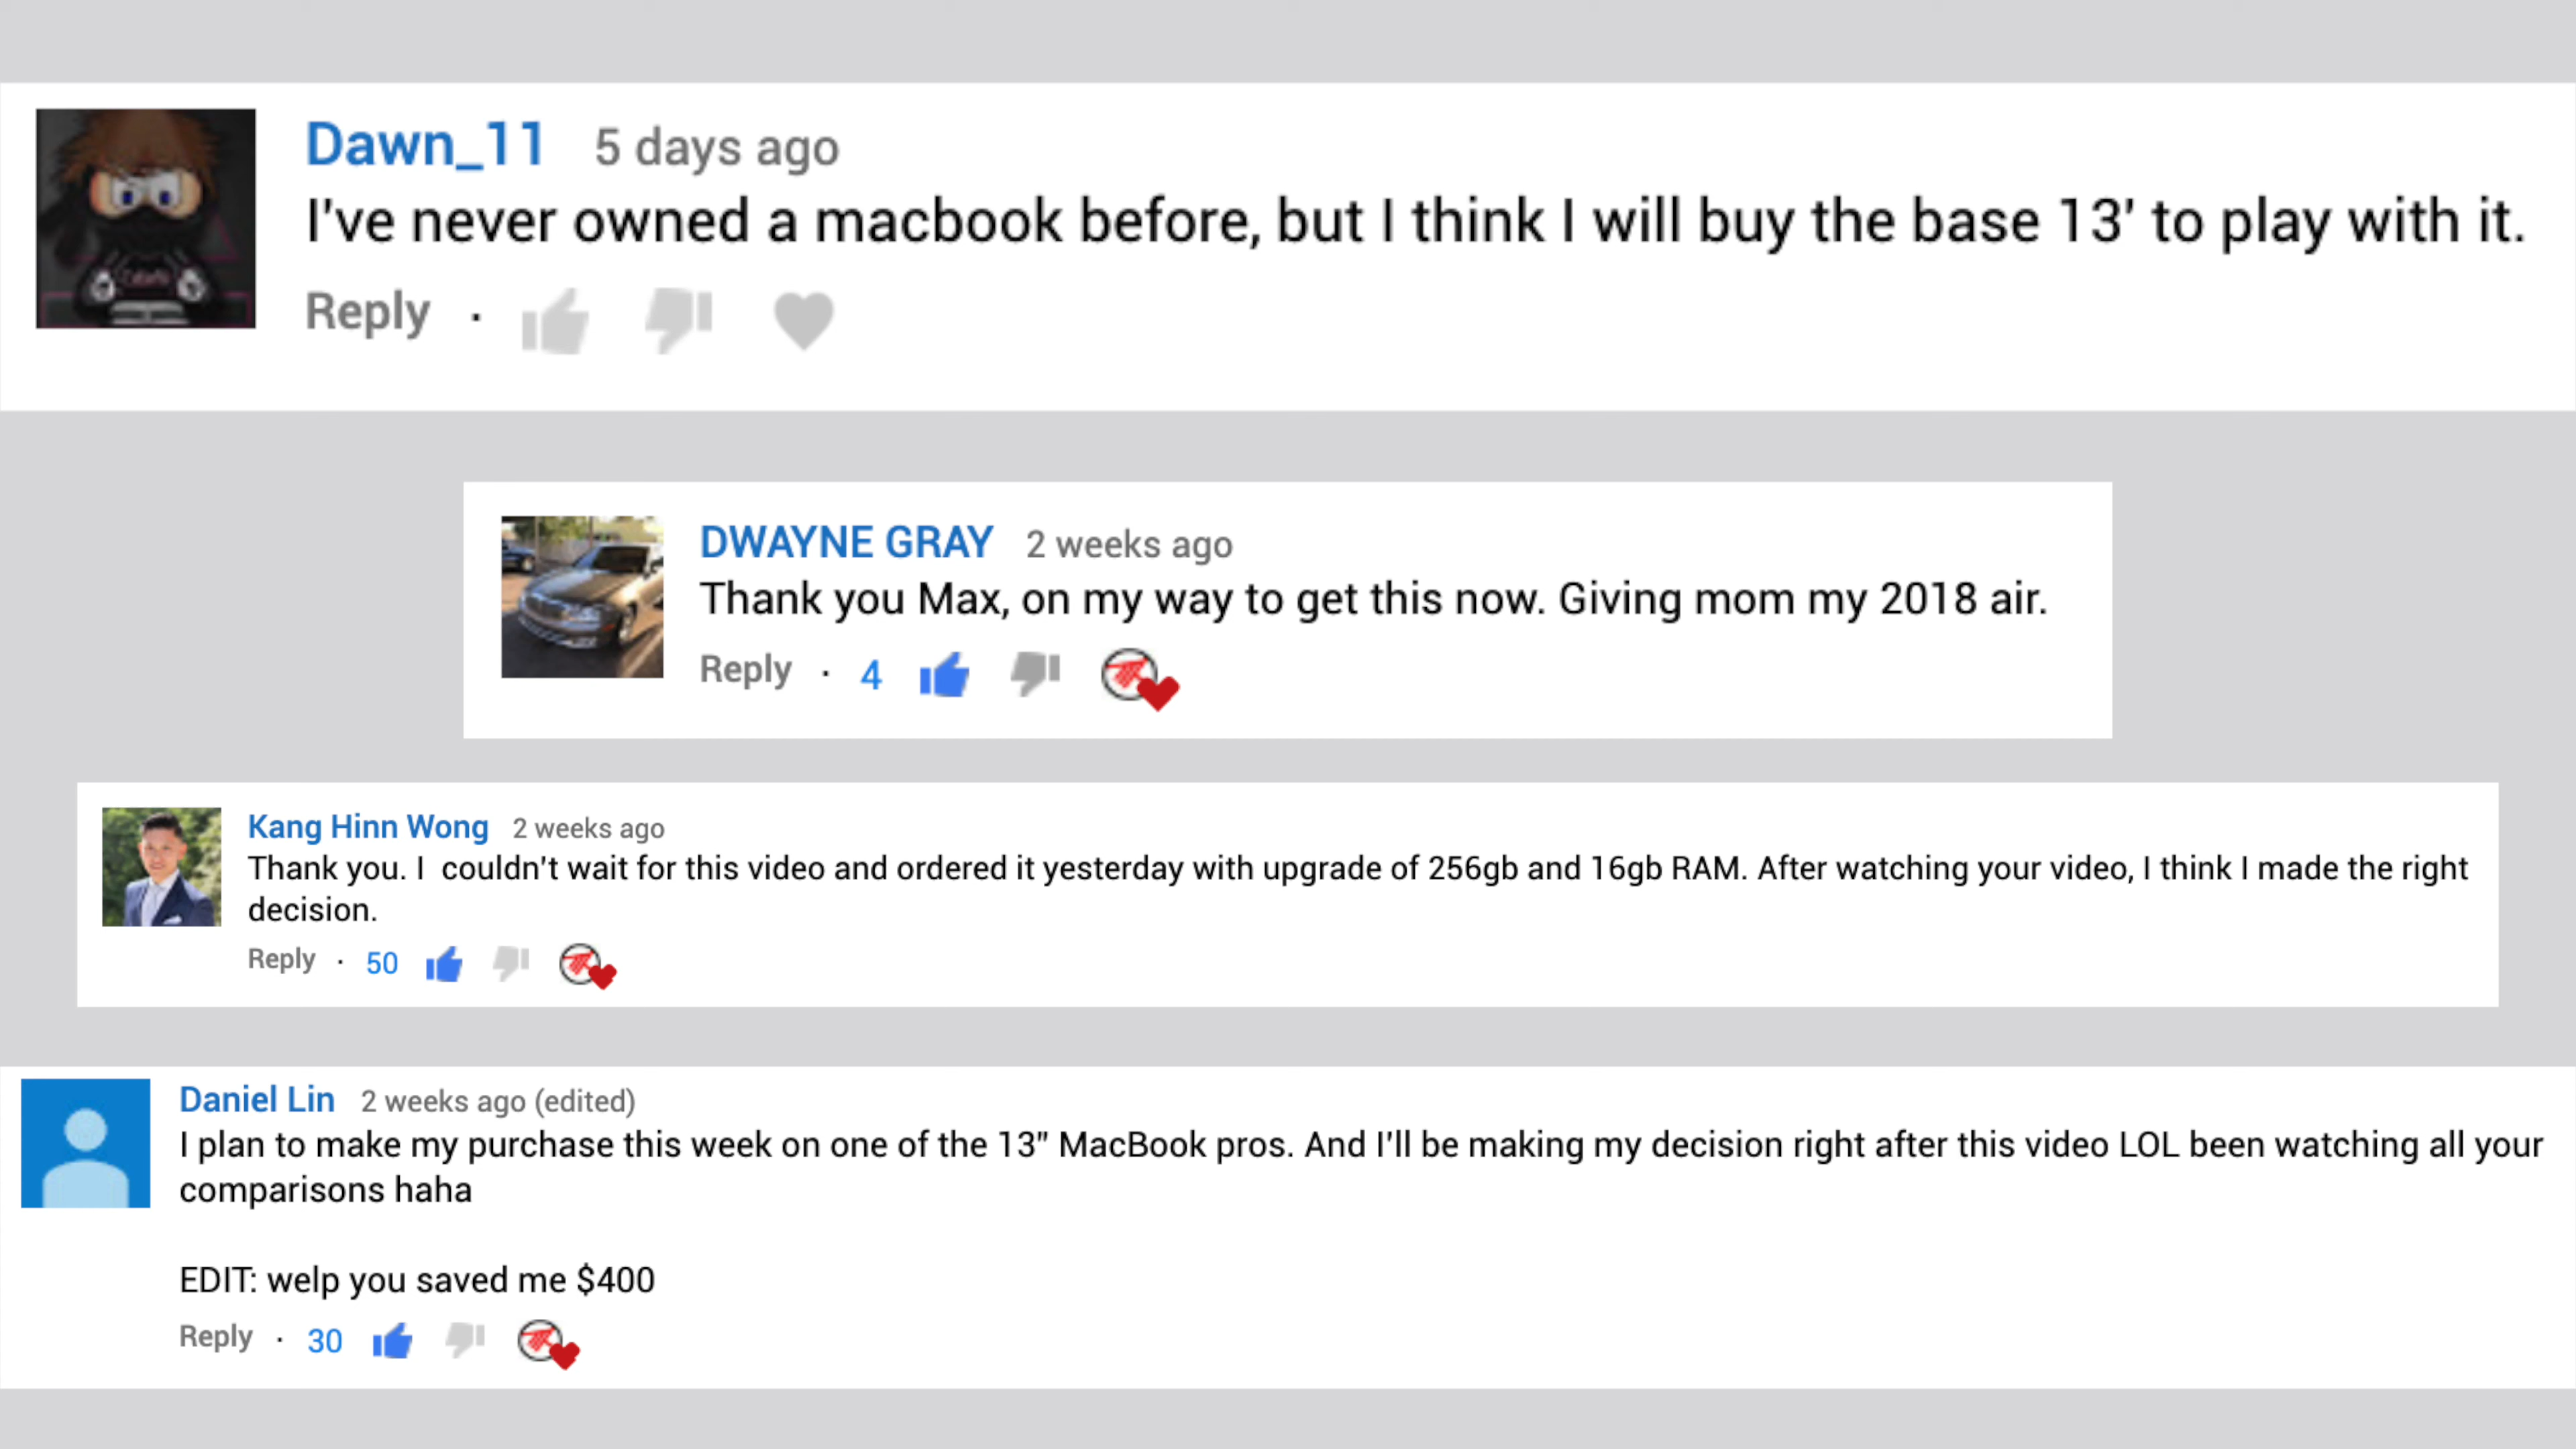 Dawn_11 5 days ago
I've never owned a macbook before, but I think I will buy the base 13' to play with it.
Reply ·
DWAYNE GRAY 2 weeks ago
Thank you Max, on my way to get this now. Giving mom my 2018 air.
Reply · 4
Kang Hinn Wong 2 weeks ago
Thank you. I  couldn't wait for this video and ordered it yesterday with upgrade of 256gb and 16gb RAM. After watching your video, I think I made the right
decision.
Reply · 50
Daniel Lin 2 weeks ago (edited)
I plan to make my purchase this week on one of the 13" MacBook pros. And I'll be making my decision right after this video LOL been watching all your
comparisons haha
EDIT: welp you saved me $400
Reply · 30